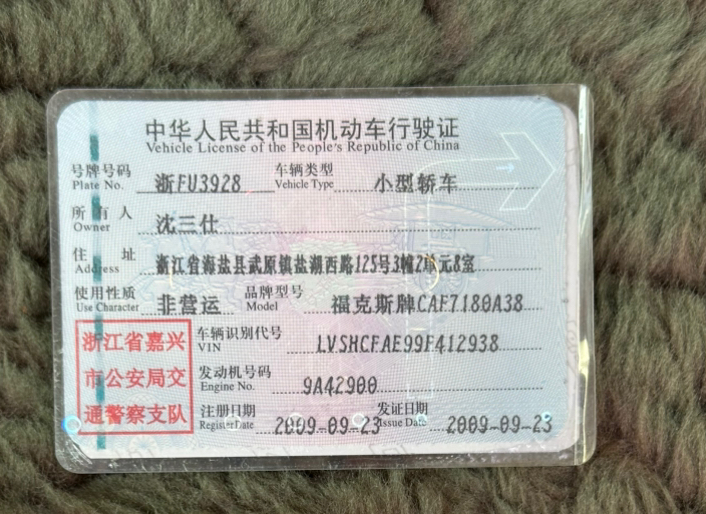 中华人民共和国机动车行驶证
Vehicle License of the People's Republic of China
号牌号码 浙FU3928 车辆类型 小型轿车
Plate No. Vehicle Type
所有人 沈三仕
Owner
住址 浙江省海盐县武原镇盐湖西路125号3幢2单元8室
Address
使用性质 非营运 品牌型号 福克斯牌CAF7180A38
Use Character Model
浙江省嘉兴
市公安局交
通警察支队
车辆识别代号 LVSHCFAE99F412938
VIN
发动机号码 9A42900
Engine No.
注册日期 2009-09-23 发证日期 2009-09-23
Register Date Issue Date